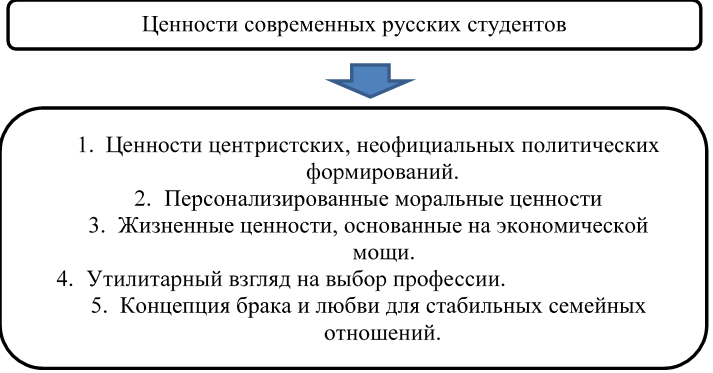 Ценности современных русских студентов
1. Ценности центристских, неофициальных политических
формирований.
2. Персонализированные моральные ценности
3. Жизненные ценности, основанные на экономической
мощи.
4. Утилитарный взгляд на выбор профессии.
5. Концепция брака и любви для стабильных семейных
отношений.